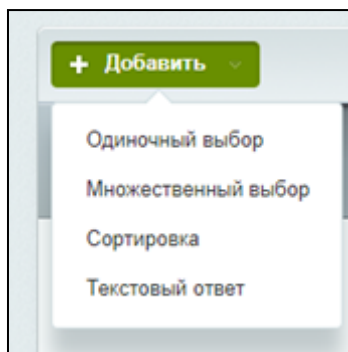 + Добавить
Одиночный выбор
Множественный выбор
Сортировка
Текстовый ответ